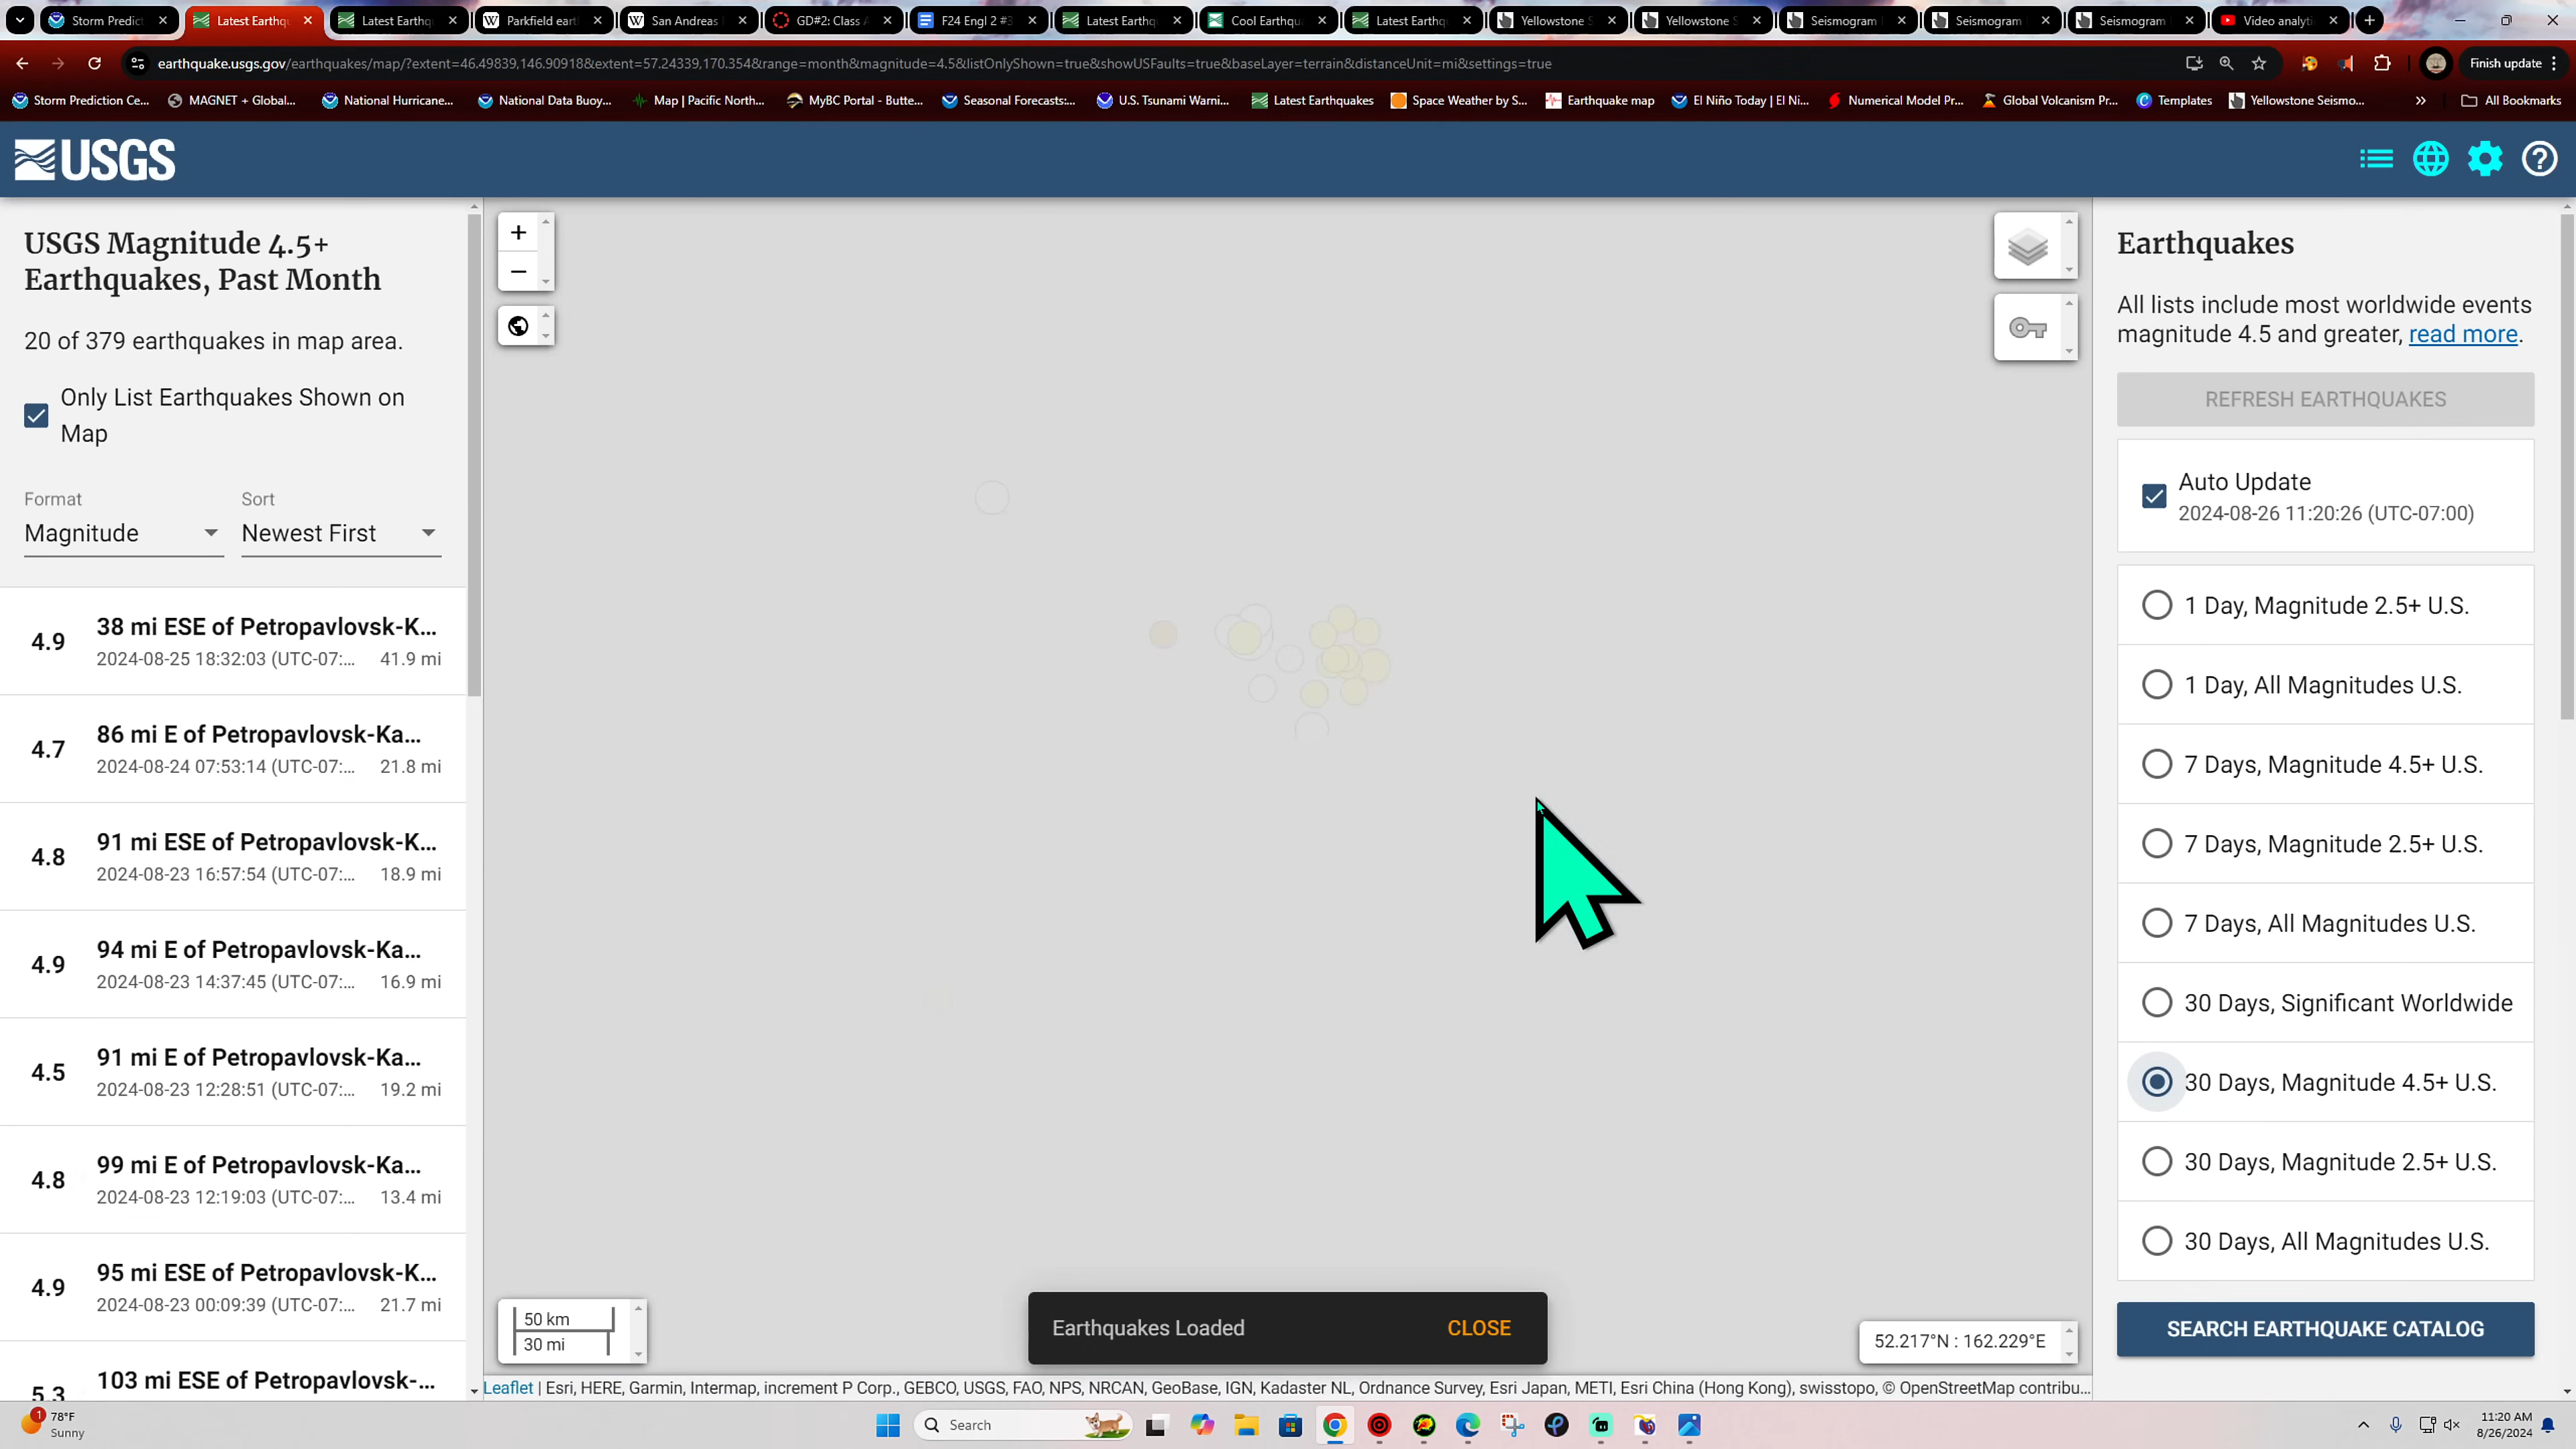 Storm Predict
Latest Earthqu
Latest Earthqu
Parkfield eart
San Andreas
GD#2: Class A
F24 Engl 2 #3
Latest Earthqu
Cool Earthqua
Latest Earthqu
Yellowstone S
Yellowstone S
Seismogram
Seismogram
Seismogram
Video analyti
earthquake.usgs.gov/earthquakes/map/?extent=46.49839,146.90918&extent=57.24339,170.354&range=month&magnitude=4.5&listOnlyShown=true&showUSFaults=true&baseLayer=terrain&distanceUnit=mi&settings=true
Finish update
Storm Prediction Ce...
MAGNET + Global...
National Hurricane...
National Data Buoy...
Map | Pacific North...
MyBC Portal - Butte...
Seasonal Forecasts:...
U.S. Tsunami Warni...
Latest Earthquakes
Space Weather by S...
Earthquake map
El Niño Today | El Ni...
Numerical Model Pr...
Global Volcanism Pr...
Templates
Yellowstone Seismo...
»
All Bookmarks
USGS
USGS Magnitude 4.5+
Earthquakes, Past Month
20 of 379 earthquakes in map area.
Only List Earthquakes Shown on
Map
Format
Sort
Magnitude
Newest First
4.9
38 mi ESE of Petropavlovsk-K...
2024-08-25 18:32:03 (UTC-07:... 41.9 mi
4.7
86 mi E of Petropavlovsk-Ka...
2024-08-24 07:53:14 (UTC-07:... 21.8 mi
4.8
91 mi ESE of Petropavlovsk-K...
2024-08-23 16:57:54 (UTC-07:... 18.9 mi
4.9
94 mi E of Petropavlovsk-Ka...
2024-08-23 14:37:45 (UTC-07:... 16.9 mi
4.5
91 mi E of Petropavlovsk-Ka...
2024-08-23 12:28:51 (UTC-07:... 19.2 mi
4.8
99 mi E of Petropavlovsk-Ka...
2024-08-23 12:19:03 (UTC-07:... 13.4 mi
4.9
95 mi ESE of Petropavlovsk-K...
2024-08-23 00:09:39 (UTC-07:... 21.7 mi
5.3
103 mi ESE of Petropavlovsk-...
+
−
50 km
30 mi
Earthquakes Loaded
CLOSE
52.217°N : 162.229°E
Leaflet | Esri, HERE, Garmin, Intermap, increment P Corp., GEBCO, USGS, FAO, NPS, NRCAN, GeoBase, IGN, Kadaster NL, Ordnance Survey, Esri Japan, METI, Esri China (Hong Kong), swisstopo, © OpenStreetMap contribu...
Earthquakes
All lists include most worldwide events
magnitude 4.5 and greater, read more.
REFRESH EARTHQUAKES
Auto Update
2024-08-26 11:20:26 (UTC-07:00)
1 Day, Magnitude 2.5+ U.S.
1 Day, All Magnitudes U.S.
7 Days, Magnitude 4.5+ U.S.
7 Days, Magnitude 2.5+ U.S.
7 Days, All Magnitudes U.S.
30 Days, Significant Worldwide
30 Days, Magnitude 4.5+ U.S.
30 Days, Magnitude 2.5+ U.S.
30 Days, All Magnitudes U.S.
SEARCH EARTHQUAKE CATALOG
1
78°F
Sunny
Search
11:20 AM
8/26/2024